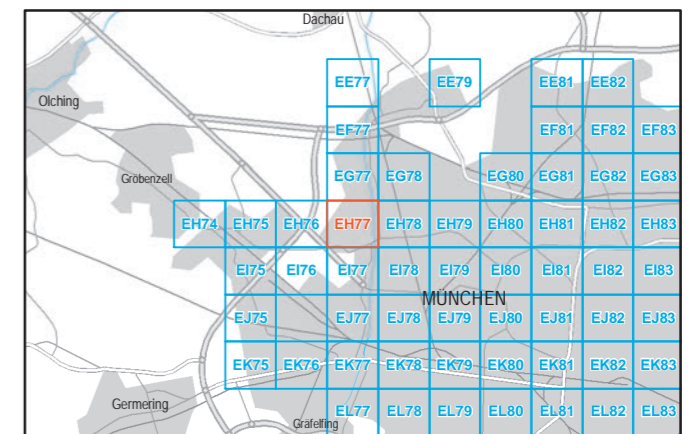 Dachau
EE77 EE79 EE81 EE82
Olching
EF77 EF81 EF82 EF83
Gröbenzell EG77 EG78 EG80 EG81 EG82 EG83
EH74 EH75 EH76 EH77 EH78 EH79 EH80 EH81 EH82 EH83
EI75 EI76 EI77 EI78 EI79 EI80 EI81 EI82 EI83
MÜNCHEN
EJ75 EJ77 EJ78 EJ79 EJ80 EJ81 EJ82 EJ83
EK75 EK76 EK77 EK78 EK79 EK80 EK81 EK82 EK83
Germering
EL77 EL78 EL79 EL80 EL81 EL82 EL83
Gräfelfing